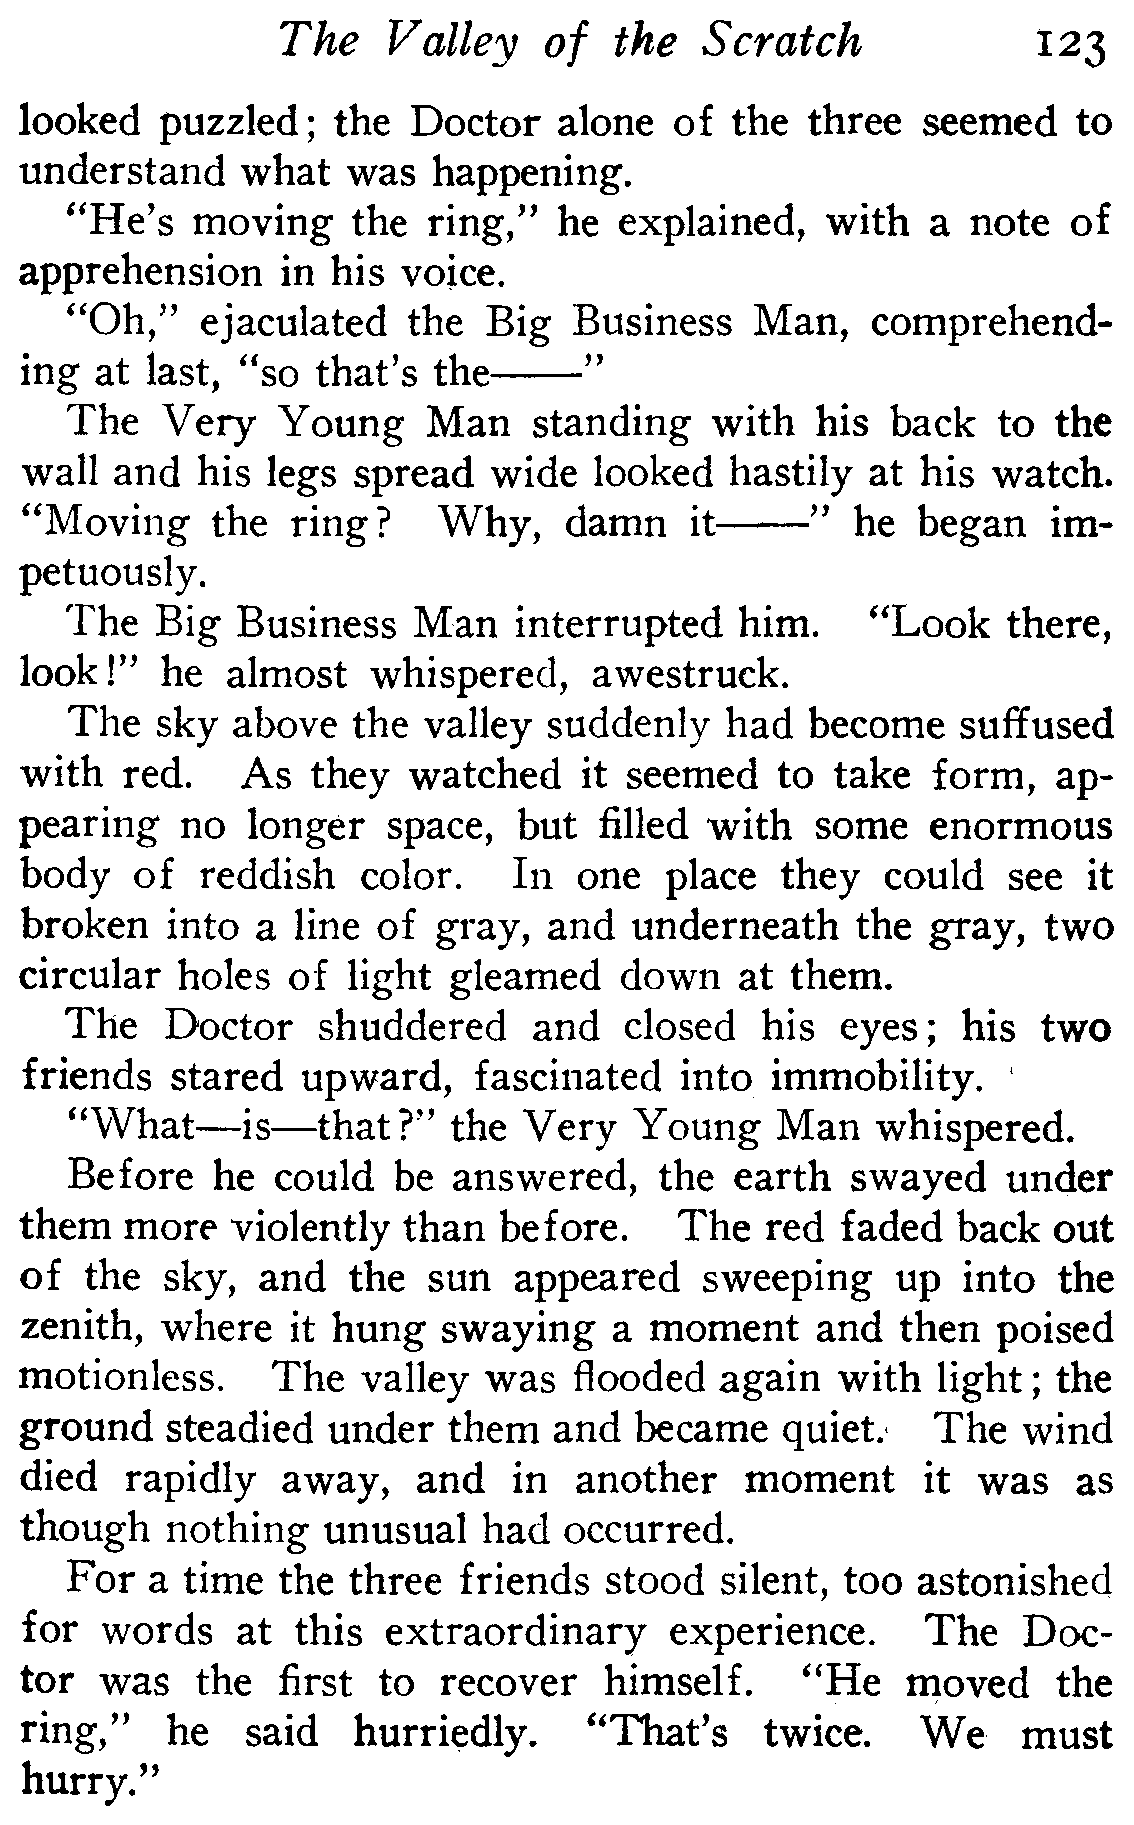 The Valley of the Scratch 123
looked puzzled; the Doctor alone of the three seemed to
understand what was happening.
"He's moving the ring," he explained, with a note of
apprehension in his voice.
"Oh," ejaculated the Big Business Man, comprehend-
ing at last, "so that's the——"
The Very Young Man standing with his back to the
wall and his legs spread wide looked hastily at his watch.
"Moving the ring? Why, damn it——" he began im-
petuously.
The Big Business Man interrupted him. "Look there,
look!" he almost whispered, awestruck.
The sky above the valley suddenly had become suffused
with red. As they watched it seemed to take form, ap-
pearing no longer space, but filled with some enormous
body of reddish color. In one place they could see it
broken into a line of gray, and underneath the gray, two
circular holes of light gleamed down at them.
The Doctor shuddered and closed his eyes; his two
friends stared upward, fascinated into immobility.
"What—is—that?" the Very Young Man whispered.
Before he could be answered, the earth swayed under
them more violently than before. The red faded back out
of the sky, and the sun appeared sweeping up into the
zenith, where it hung swaying a moment and then poised
motionless. The valley was flooded again with light; the
ground steadied under them and became quiet. The wind
died rapidly away, and in another moment it was as
though nothing unusual had occurred.
For a time the three friends stood silent, too astonished
for words at this extraordinary experience. The Doc-
tor was the first to recover himself. "He moved the
ring," he said hurriedly. "That's twice. We must
hurry."